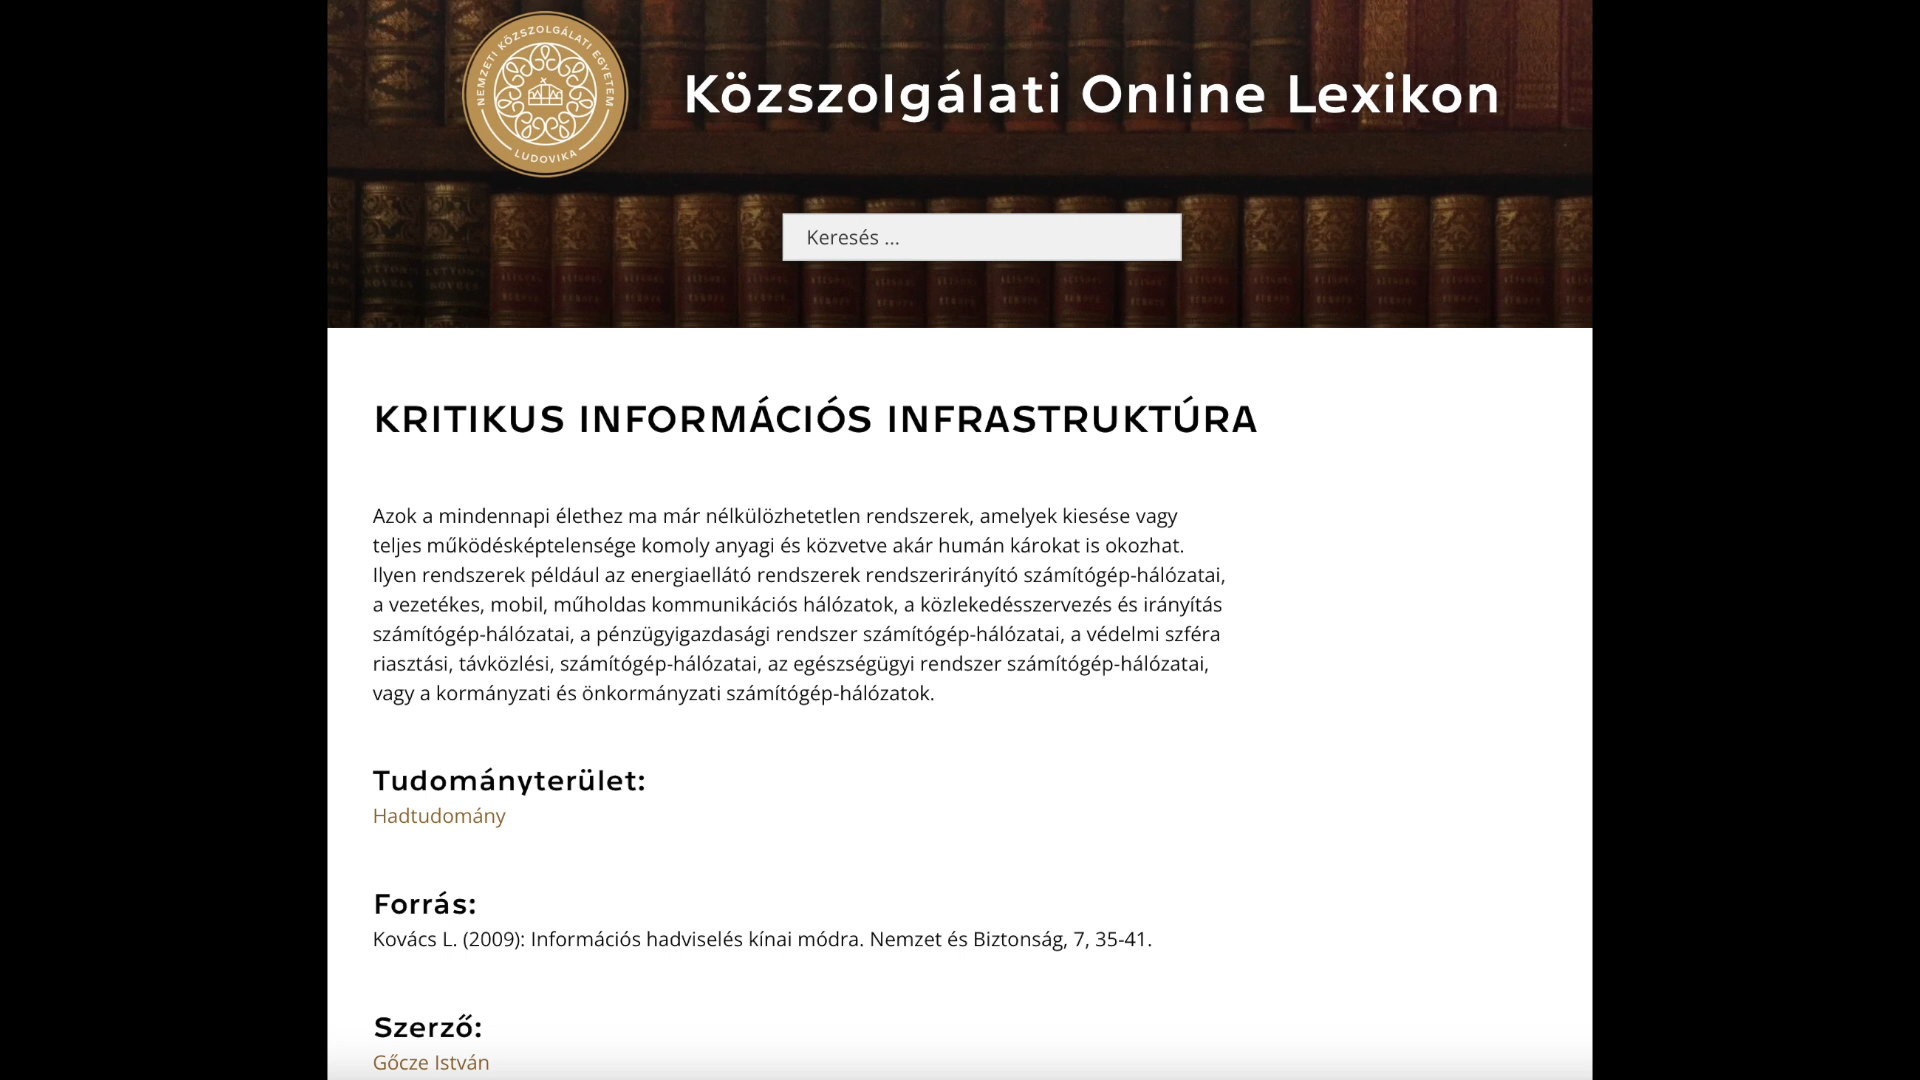 NEMZETI KÖZSZOLGÁLATI EGYETEM
LUDOVIKA
Közszolgálati Online Lexikon
Keresés ...
KRITIKUS INFORMÁCIÓS INFRASTRUKTÚRA
Azok a mindennapi élethez ma már nélkülözhetetlen rendszerek, amelyek kiesése vagy
teljes működésképtelensége komoly anyagi és közvetve akár humán károkat is okozhat.
Ilyen rendszerek például az energiaellátó rendszerek rendszerirányító számítógép-hálózatai,
a vezetékes, mobil, műholdas kommunikációs hálózatok, a közlekedésszervezés és irányítás
számítógép-hálózatai, a pénzügyigazdasági rendszer számítógép-hálózatai, a védelmi szféra
riasztási, távközlési, számítógép-hálózatai, az egészségügyi rendszer számítógép-hálózatai,
vagy a kormányzati és önkormányzati számítógép-hálózatok.
Tudományterület:
Hadtudomány
Forrás:
Kovács L. (2009): Információs hadviselés kínai módra. Nemzet és Biztonság, 7, 35-41.
Szerző:
Gőcze István